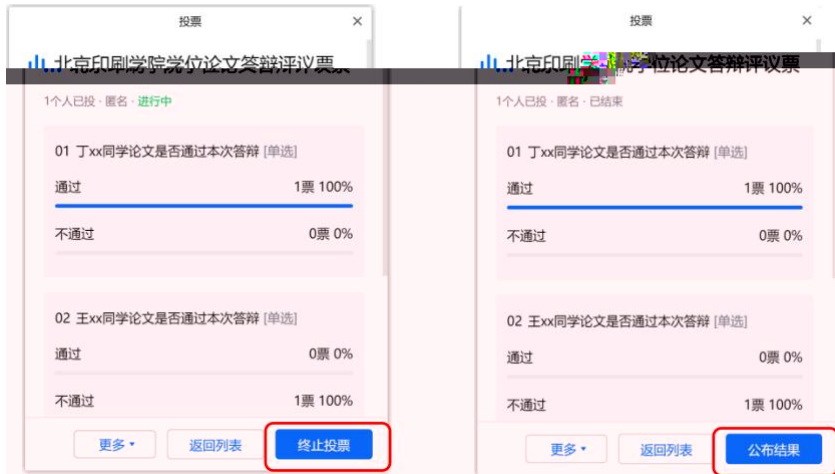 投票
北京印刷学院学位论文答辩评议票
1个人已投 · 匿名 · 进行中
01 丁xx同学论文是否通过本次答辩 [单选]
通过 1票 100%
不通过 0票 0%
02 王xx同学论文是否通过本次答辩 [单选]
通过 0票 0%
不通过 1票 100%
更多 返回列表 终止投票
投票
北京印刷学 位论文答辩评议票
1个人已投 · 匿名 · 已结束
01 丁xx同学论文是否通过本次答辩 [单选]
通过 1票 100%
不通过 0票 0%
02 王xx同学论文是否通过本次答辩 [单选]
通过 0票 0%
不通过 1票 100%
更多 返回列表 公布结果